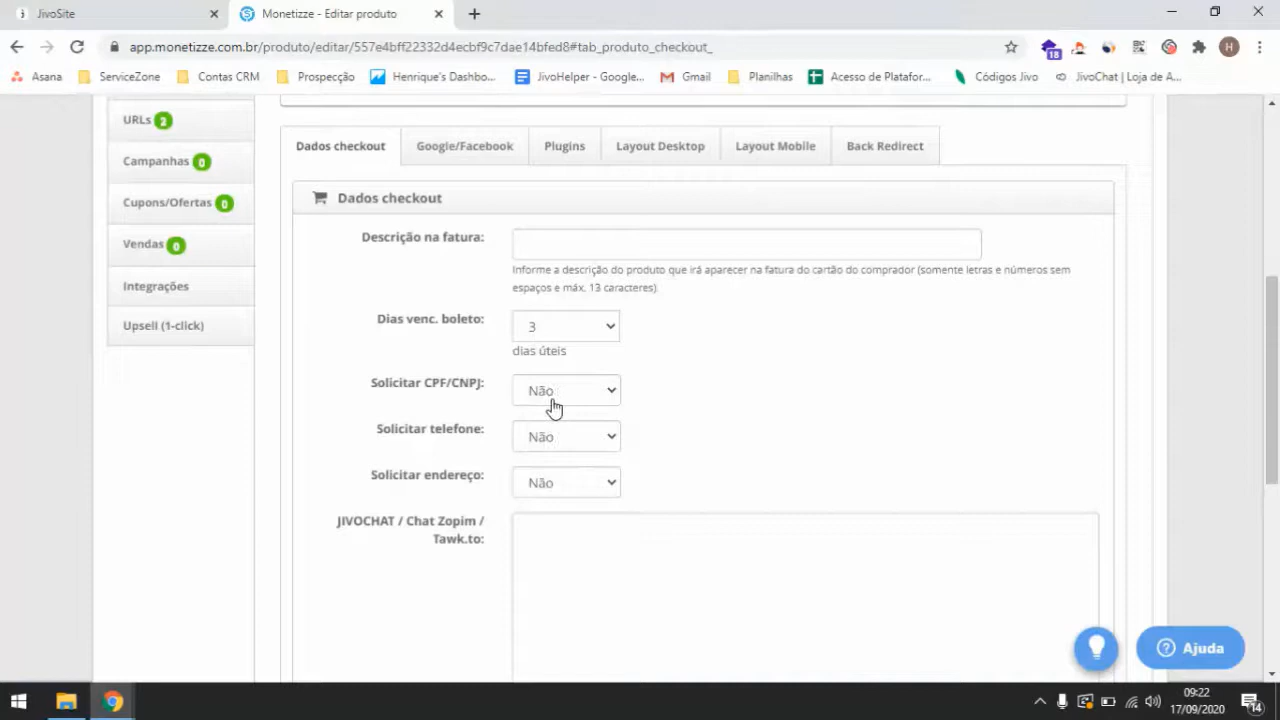 JivoSite
Monetizze - Editar produto
app.monetizze.com.br/produto/editar/557e4bff22332d4ecbf9c7dae14bfed8#tab_produto_checkout_
18
H
Asana
ServiceZone
Contas CRM
Prospecção
Henrique's Dashbo...
JivoHelper - Google...
Gmail
Planilhas
Acesso de Platafor...
Códigos Jivo
JivoChat | Loja de A...
URLs 2
Campanhas 0
Cupons/Ofertas 0
Vendas 0
Integrações
Upsell (1-click)
Dados checkout
Google/Facebook
Plugins
Layout Desktop
Layout Mobile
Back Redirect
Dados checkout
Descrição na fatura:
Informe a descrição do produto que irá aparecer na fatura do cartão do comprador (somente letras e números sem
espaços e máx. 13 caracteres)
Dias venc. boleto:
3
dias úteis
Solicitar CPF/CNPJ:
Não
Solicitar telefone:
Não
Solicitar endereço:
Não
JIVOCHAT / Chat Zopim /
Tawk.to:
Ajuda
09:22
17/09/2020
14